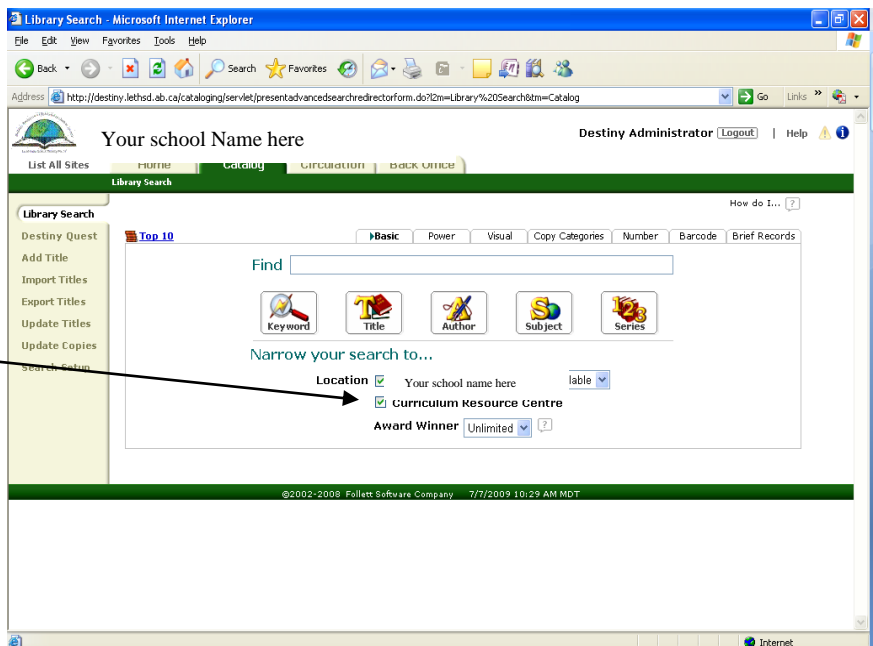 Library Search - Microsoft Internet Explorer
File Edit View Favorites Tools Help
Back Search Favorites
Address http://destiny.lethsd.ab.ca/cataloging/servlet/presentadvancedsearchredirectorform.do?l2m=Library%20Search&tm=Catalog Go Links »
Your school Name here Destiny Administrator Logout | Help
List All Sites Home Catalog Circulation Back Office
Library Search
How do I... ?
Library Search
Destiny Quest
Add Title
Import Titles
Export Titles
Update Titles
Update Copies
Search Setup
Top 10 Basic Power Visual Copy Categories Number Barcode Brief Records
Find
Keyword Title Author Subject Series
Narrow your search to...
Location Your school name here lable
Curriculum Resource Centre
Award Winner Unlimited ?
©2002-2008 Follett Software Company 7/7/2009 10:29 AM MDT
Internet